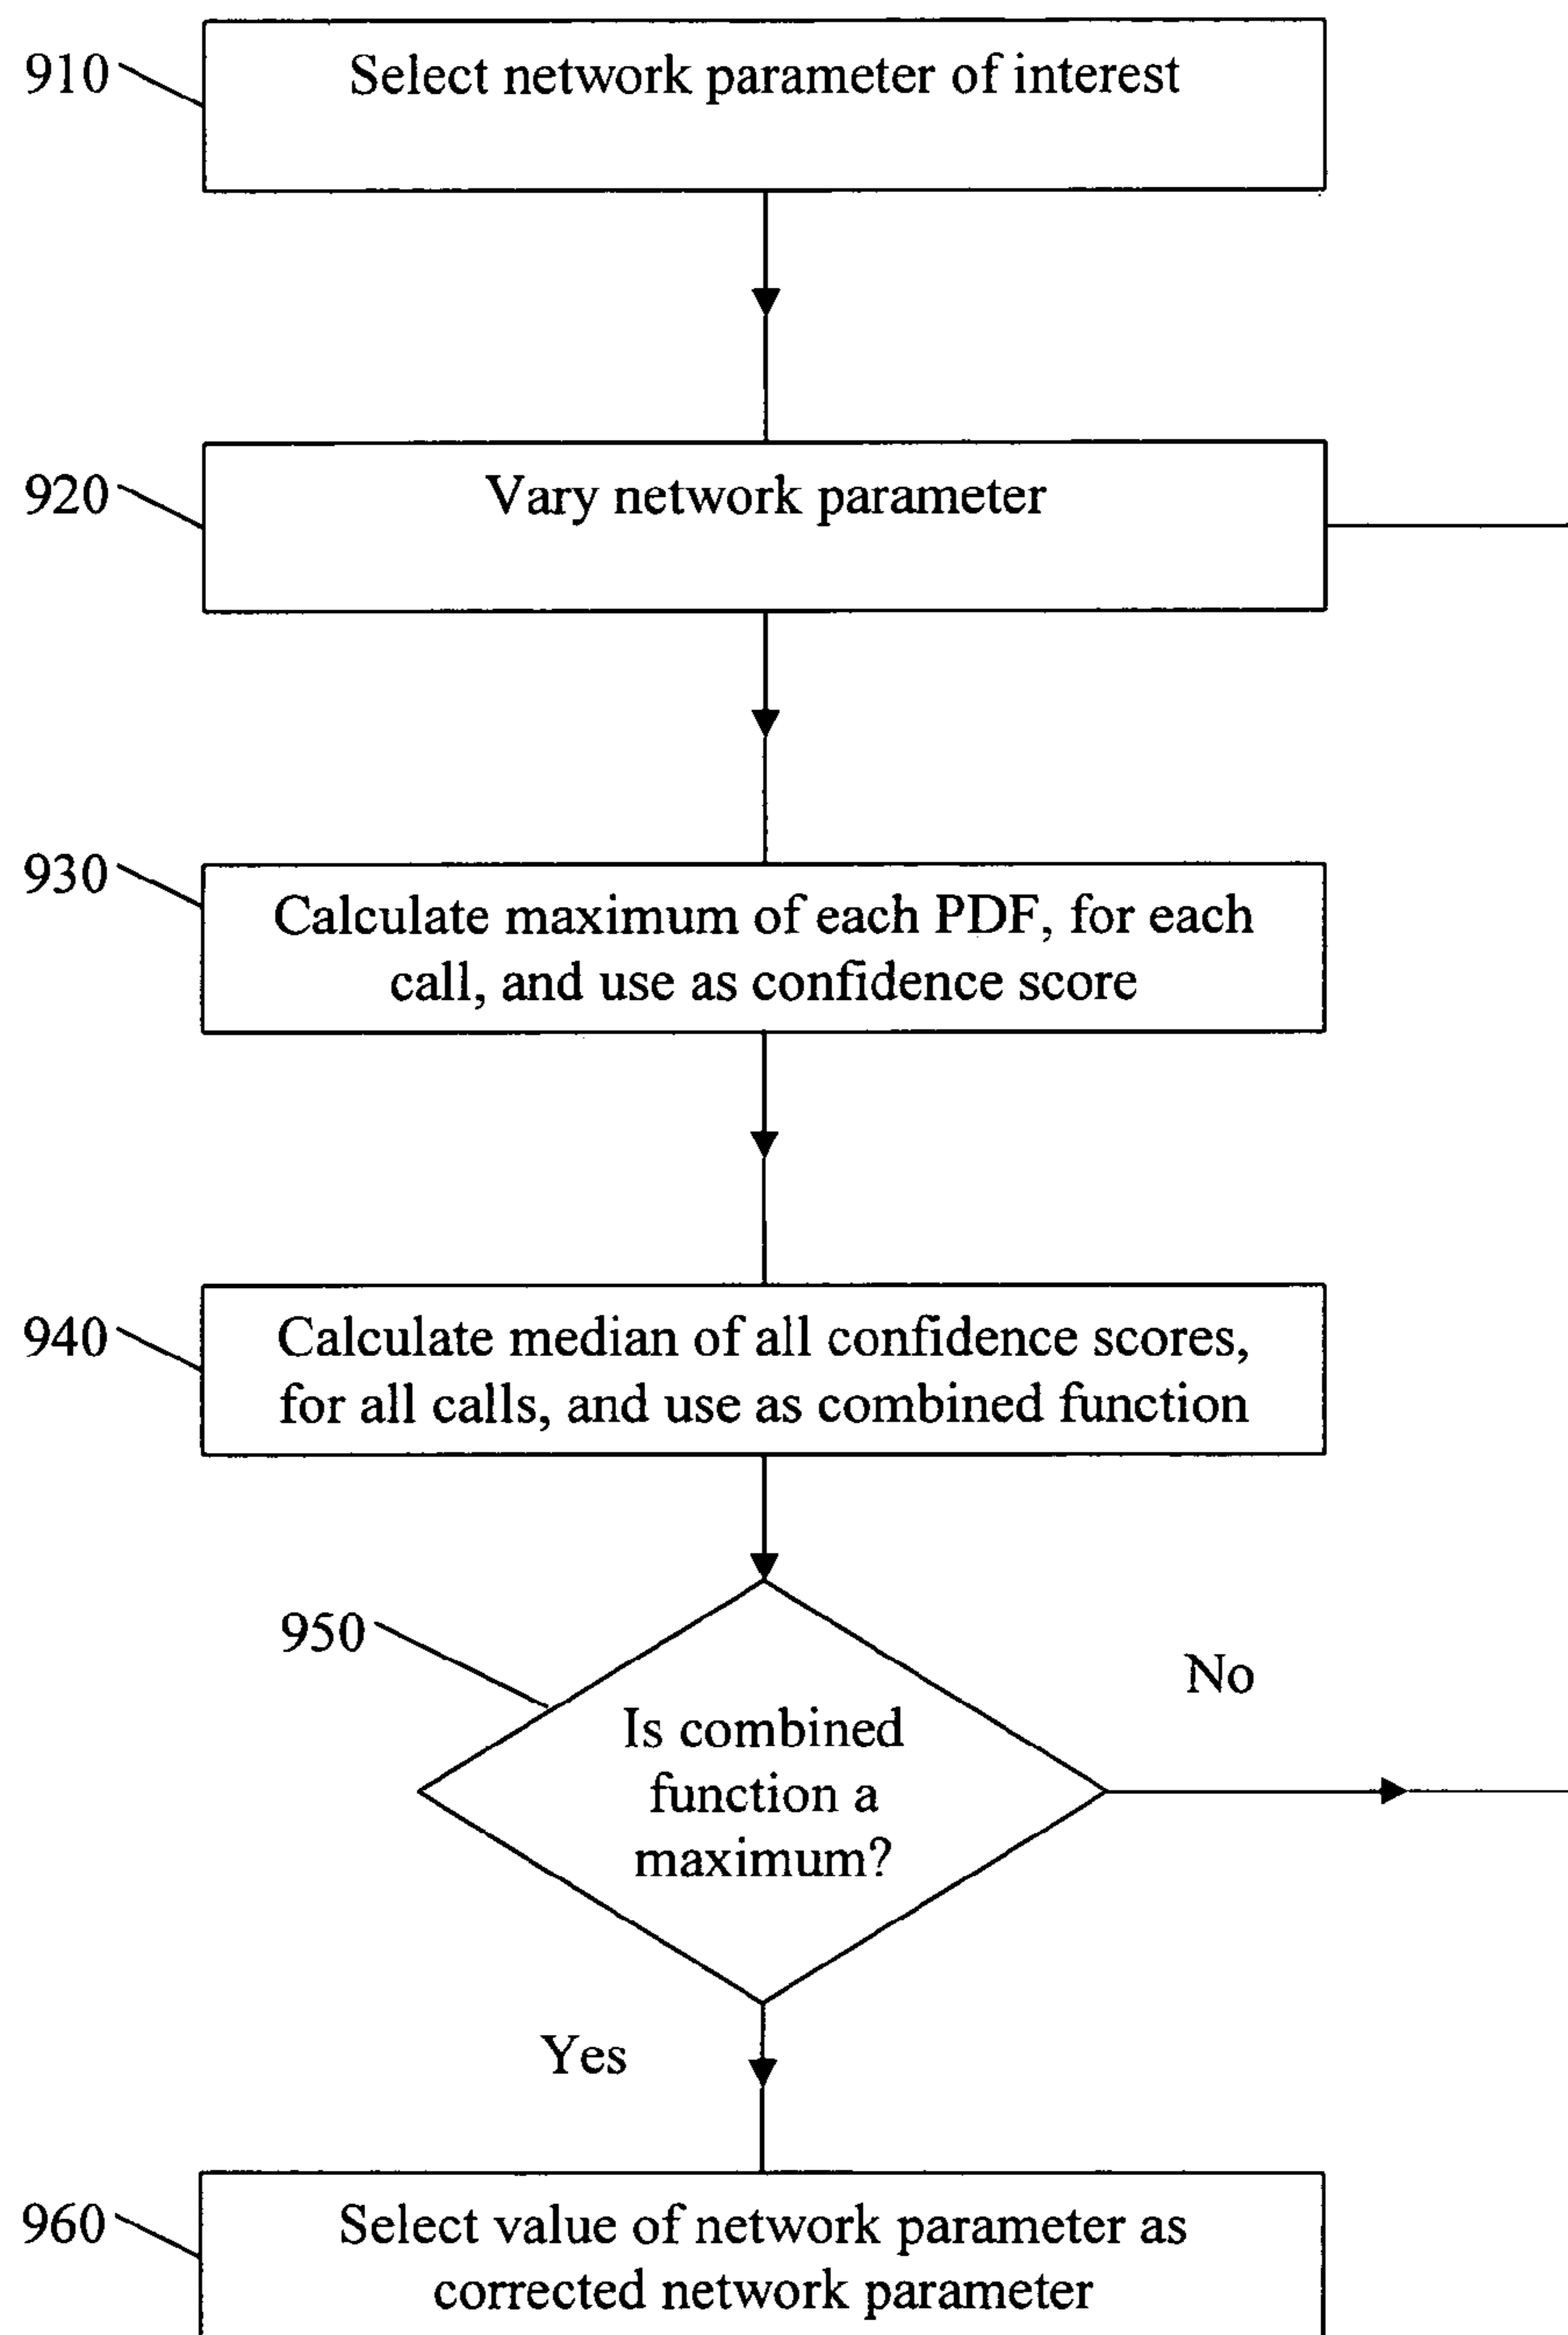 910
Select network parameter of interest
920
Vary network parameter
930
Calculate maximum of each PDF, for each
call, and use as confidence score
940
Calculate median of all confidence scores,
for all calls, and use as combined function
950
No
Is combined
function a
maximum?
Yes
960
Select value of network parameter as
corrected network parameter